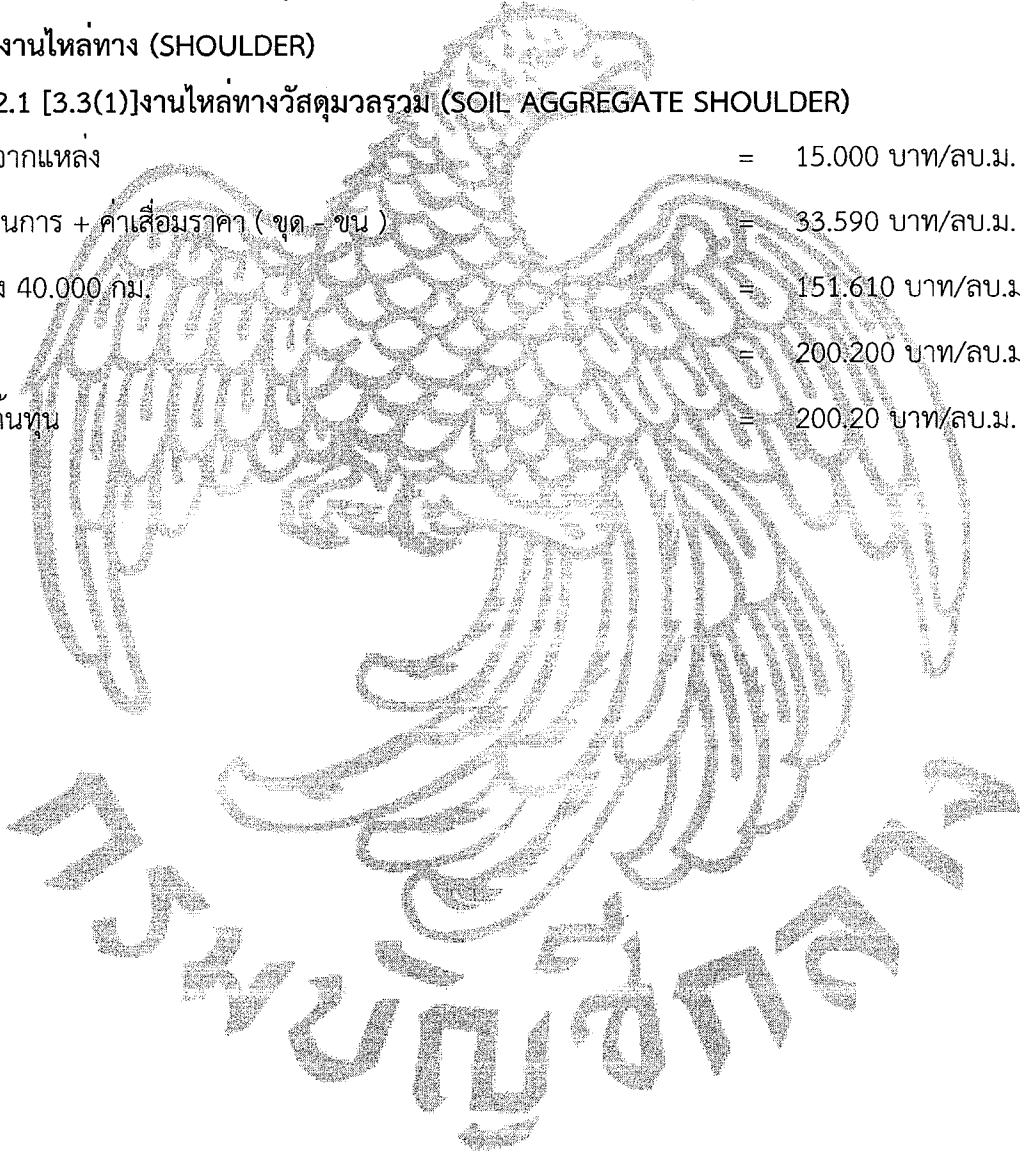 งานไหล่ทาง (SHOULDER)
2.1 [3.3(1)]งานไหล่ทางวัสดุมวลรวม (SOIL AGGREGATE SHOULDER)
จากแหล่ง = 15.000 บาท/ลบ.ม.
นการ + ค่าเสื่อมราคา ( ขุด - ขน ) = 33.590 บาท/ลบ.ม.
ง 40.000 กม. = 151.610 บาท/ลบ.ม
= 200.200 บาท/ลบ.ม
้นทุน = 200.20 บาท/ลบ.ม.
กรมบัญชีกลาง